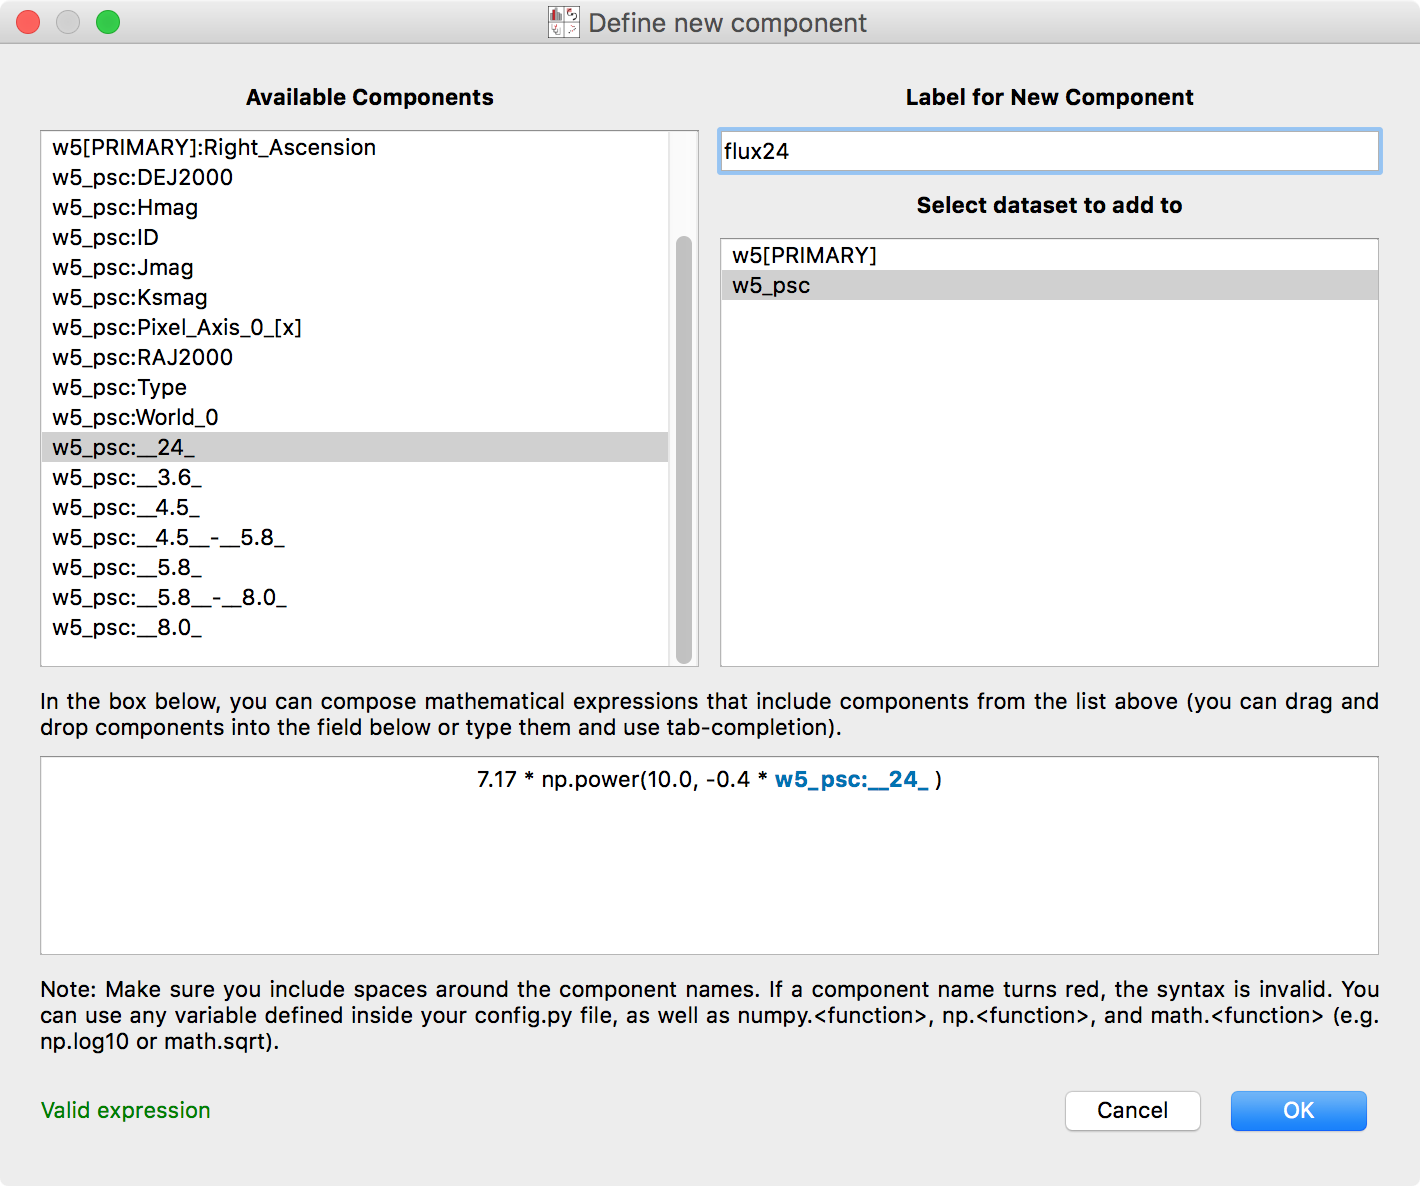 Define new component
Available Components
w5[PRIMARY]:Right_Ascension
w5_psc:DEJ2000
w5_psc:Hmag
w5_psc:ID
w5_psc:Jmag
w5_psc:Ksmag
w5_psc:Pixel_Axis_0_[x]
w5_psc:RAJ2000
w5_psc:Type
w5_psc:World_0
w5_psc:__24_
w5_psc:__3.6_
w5_psc:__4.5_
w5_psc:__4.5__-__5.8_
w5_psc:__5.8_
w5_psc:__5.8__-__8.0_
w5_psc:__8.0_
Label for New Component
flux24
Select dataset to add to
w5[PRIMARY]
w5_psc
In the box below, you can compose mathematical expressions that include components from the list above (you can drag and
drop components into the field below or type them and use tab-completion).
7.17 * np.power(10.0, -0.4 * w5_psc:__24_ )
Note: Make sure you include spaces around the component names. If a component name turns red, the syntax is invalid. You
can use any variable defined inside your config.py file, as well as numpy.<function>, np.<function>, and math.<function> (e.g.
np.log10 or math.sqrt).
Valid expression
Cancel
OK